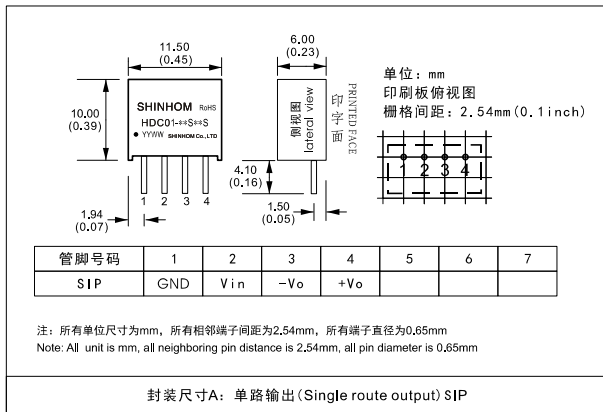 11.50
(0.45)
6.00
(0.23)
10.00
(0.39)
SHINHOM RoHS
HDC01-**S**S
YYWW SHINHOM Co.,LTD
侧视图
lateral view
印字面
PRINTED FACE
单位：mm
印刷板俯视图
栅格间距：2.54mm(0.1inch)
1 2 3 4
4.10
(0.16)
1 2 3 4
1.94
(0.07)
1.50
(0.05)
管脚号码 1 2 3 4 5 6 7
SIP GND Vin -Vo +Vo
注：所有单位尺寸为mm，所有相邻端子间距为2.54mm，所有端子直径为0.65mm
Note: All unit is mm, all neighboring pin distance is 2.54mm, all pin diameter is 0.65mm
封装尺寸A：单路输出(Single route output)SIP